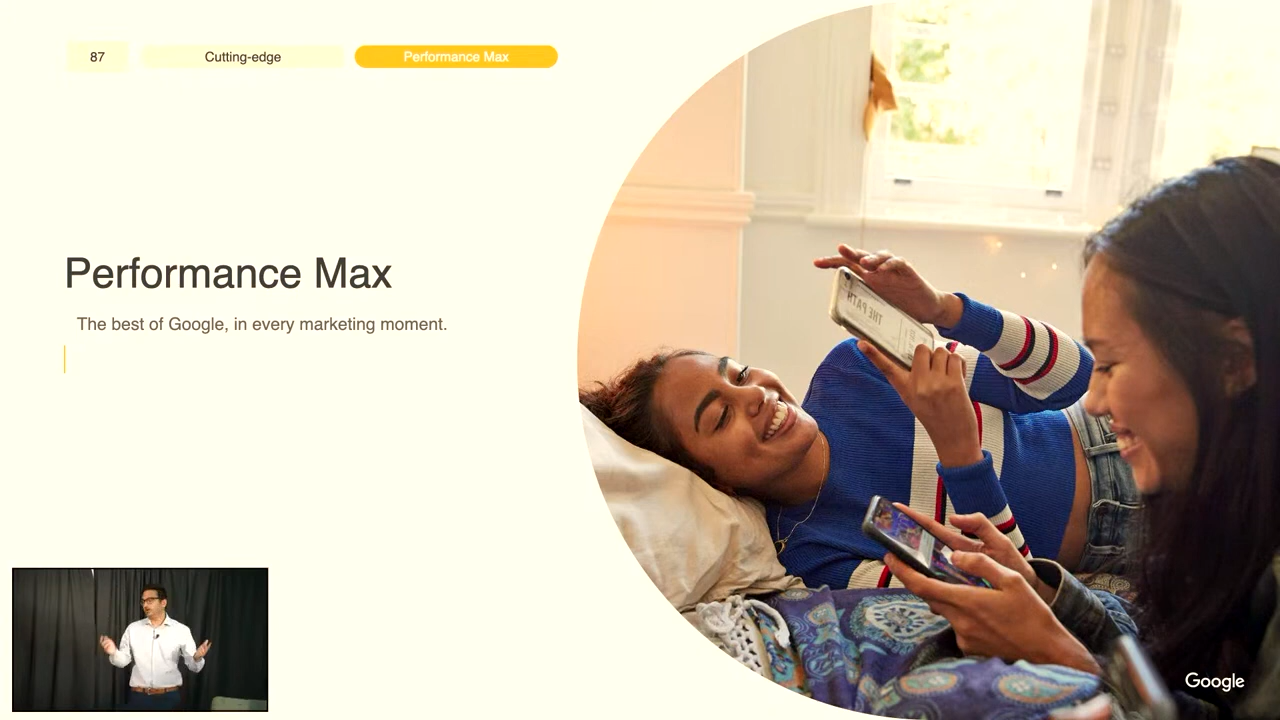 87
Cutting-edge
Performance Max
Performance Max
The best of Google, in every marketing moment.
THE PATH
Google